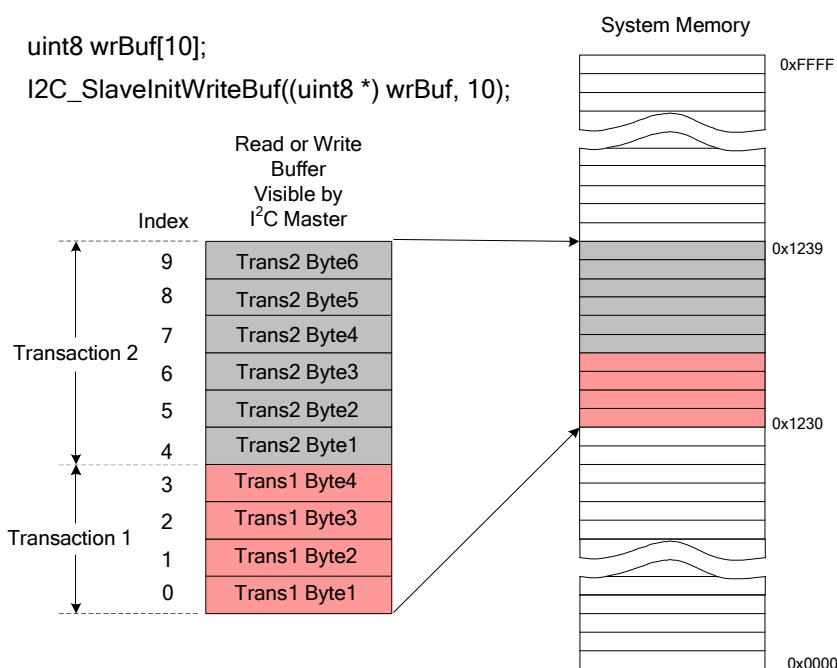 uint8 wrBuf[10];
I2C_SlaveInitWriteBuf((uint8 *) wrBuf, 10);
System Memory
0xFFFF
Read or Write
Buffer
Visible by
I²C Master
Index
9 Trans2 Byte6
8 Trans2 Byte5
7 Trans2 Byte4
Transaction 2
6 Trans2 Byte3
5 Trans2 Byte2
4 Trans2 Byte1
3 Trans1 Byte4
2 Trans1 Byte3
Transaction 1
1 Trans1 Byte2
0 Trans1 Byte1
0x1239
0x1230
0x0000